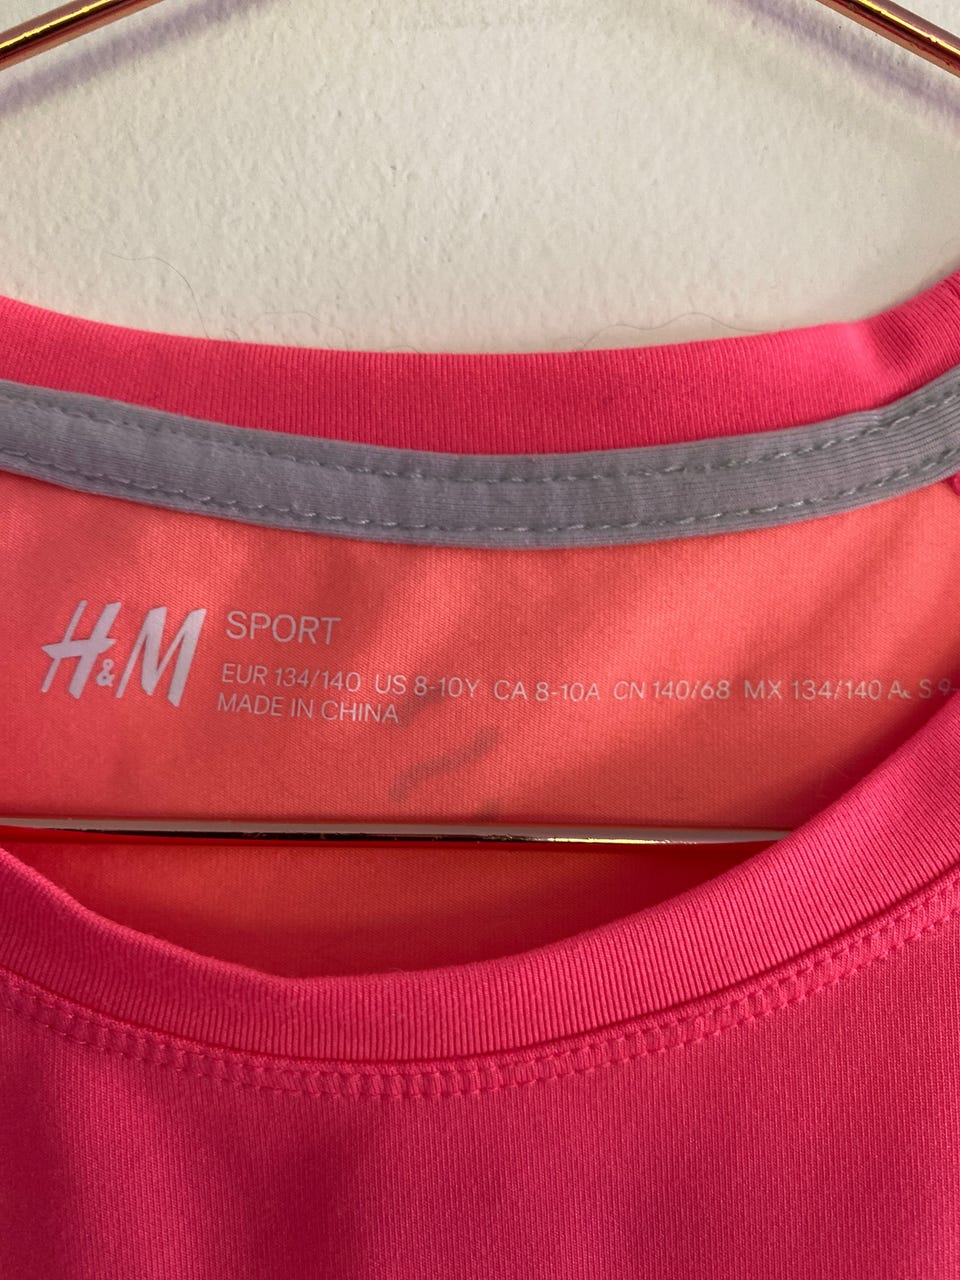 H&M SPORT
EUR 134/140 US 8-10Y CA 8-10A CN 140/68 MX 134/140 A&S 9-
MADE IN CHINA